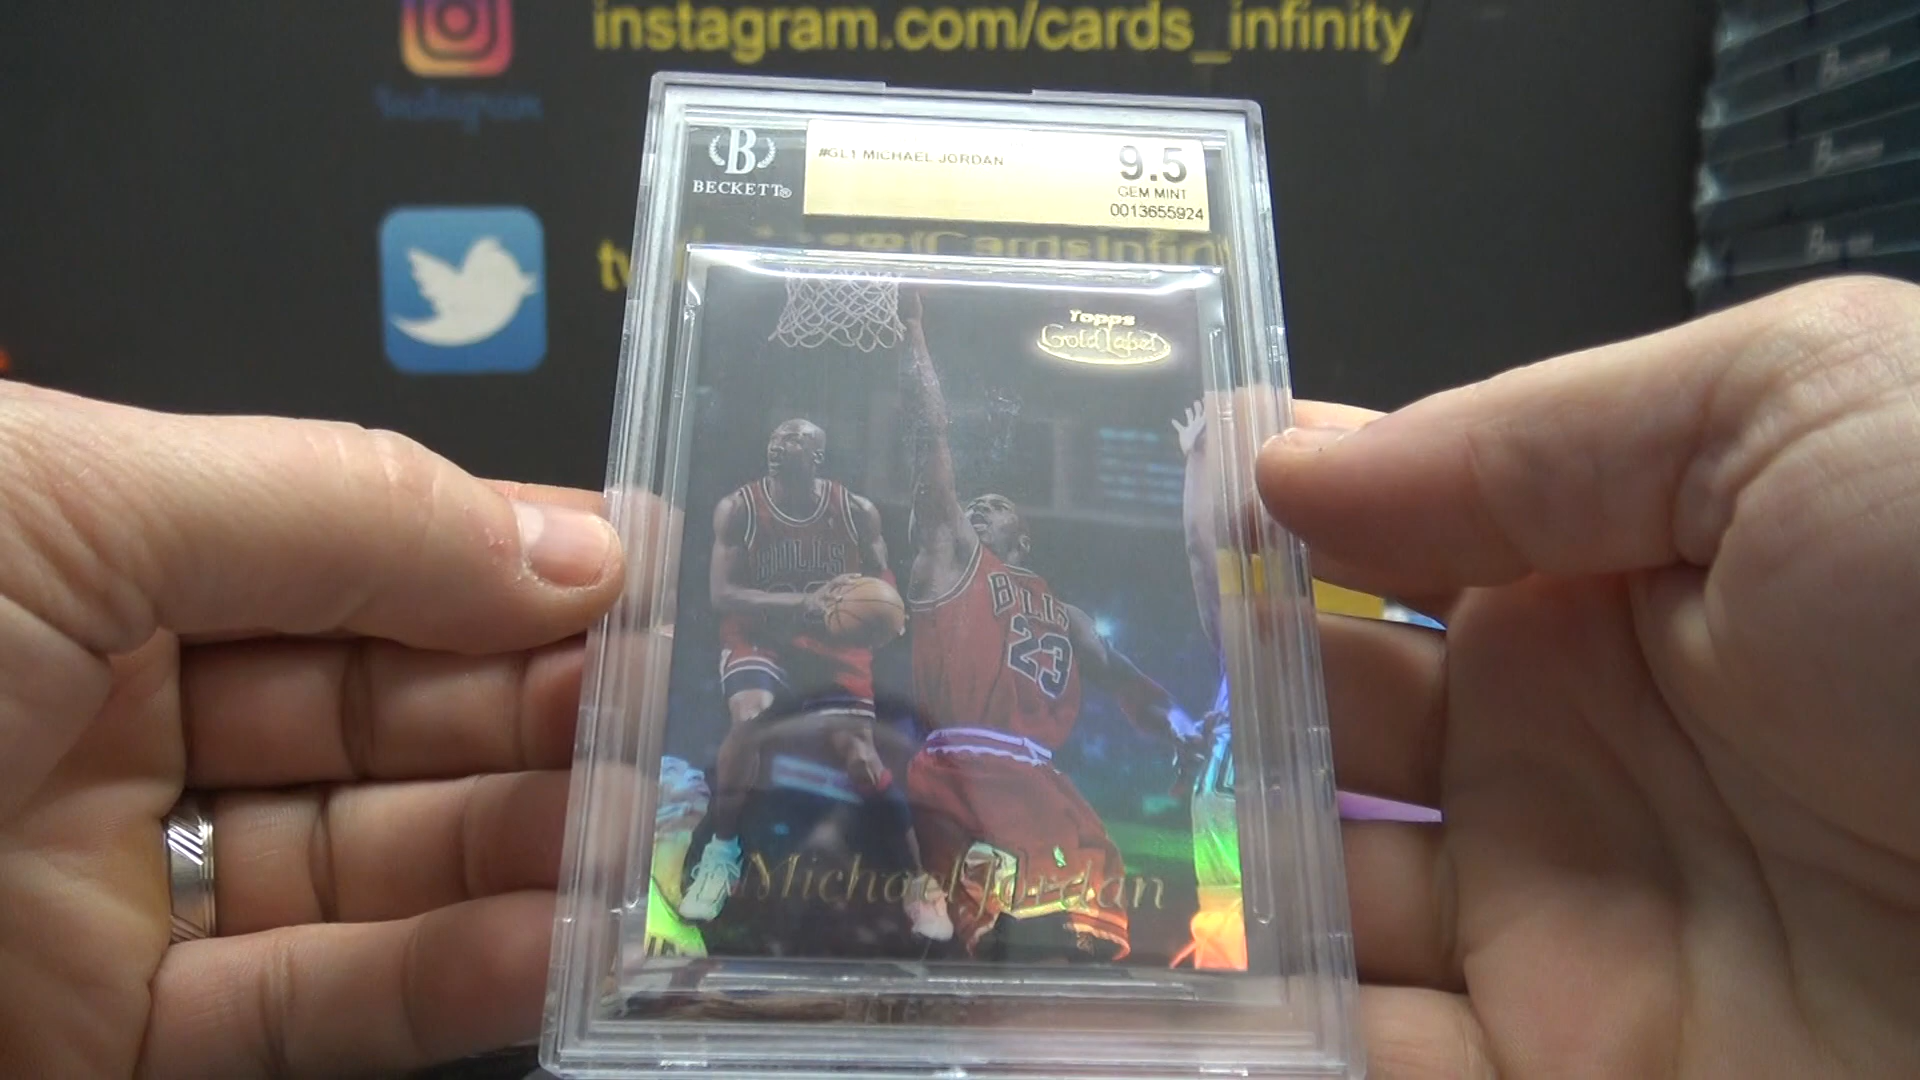 instagram.com/cards_infinity
Instagram
B
BECKETT®
#GL1 MICHAEL JORDAN
9.5
GEM MINT
0013655924
Topps
Gold Label
BULLS
BULLS
23
Michael Jordan